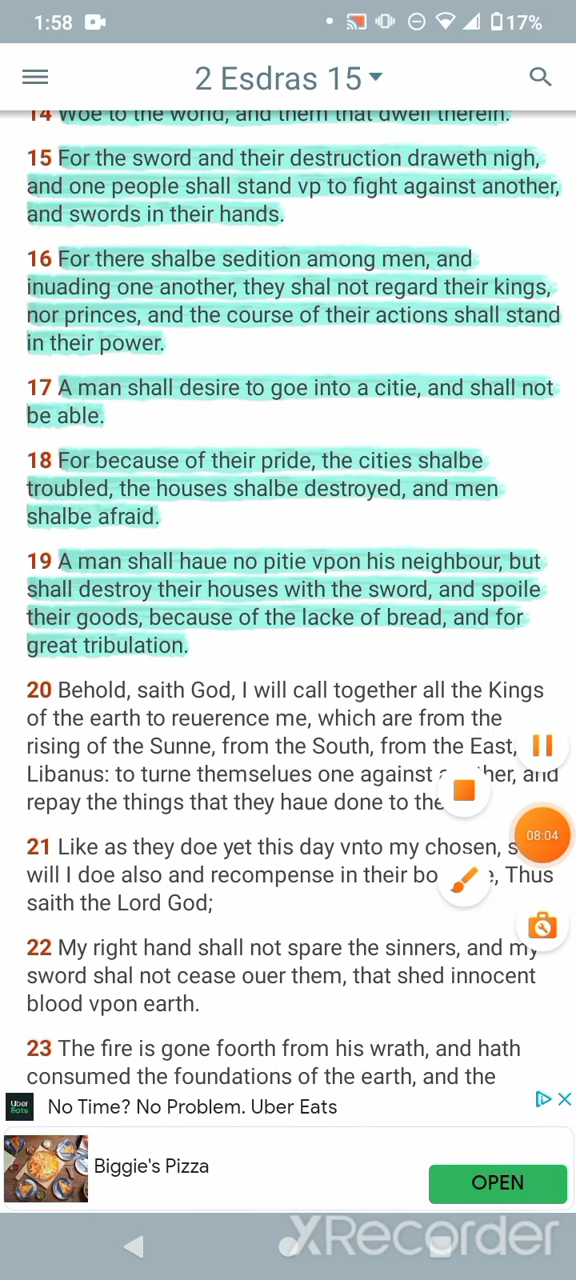 1:58
17%
2 Esdras 15
14 Woe to the world, and them that dwell therein.
15 For the sword and their destruction draweth nigh,
and one people shall stand vp to fight against another,
and swords in their hands.
16 For there shalbe sedition among men, and
inuading one another, they shal not regard their kings,
nor princes, and the course of their actions shall stand
in their power.
17 A man shall desire to goe into a citie, and shall not
be able.
18 For because of their pride, the cities shalbe
troubled, the houses shalbe destroyed, and men
shalbe afraid.
19 A man shall haue no pitie vpon his neighbour, but
shall destroy their houses with the sword, and spoile
their goods, because of the lacke of bread, and for
great tribulation.
20 Behold, saith God, I will call together all the Kings
of the earth to reuerence me, which are from the
rising of the Sunne, from the South, from the East,
Libanus: to turne themselues one against and
repay the things that they haue done to
08:04
21 Like as they doe yet this day vnto my chosen,
will I doe also and recompense in their Thus
saith the Lord God;
22 My right hand shall not spare the sinners, and my
sword shal not cease ouer them, that shed innocent
blood vpon earth.
23 The fire is gone foorth from his wrath, and hath
consumed the foundations of the earth, and the
Uber Eats
No Time? No Problem. Uber Eats
Biggie's Pizza
OPEN
XRecorder